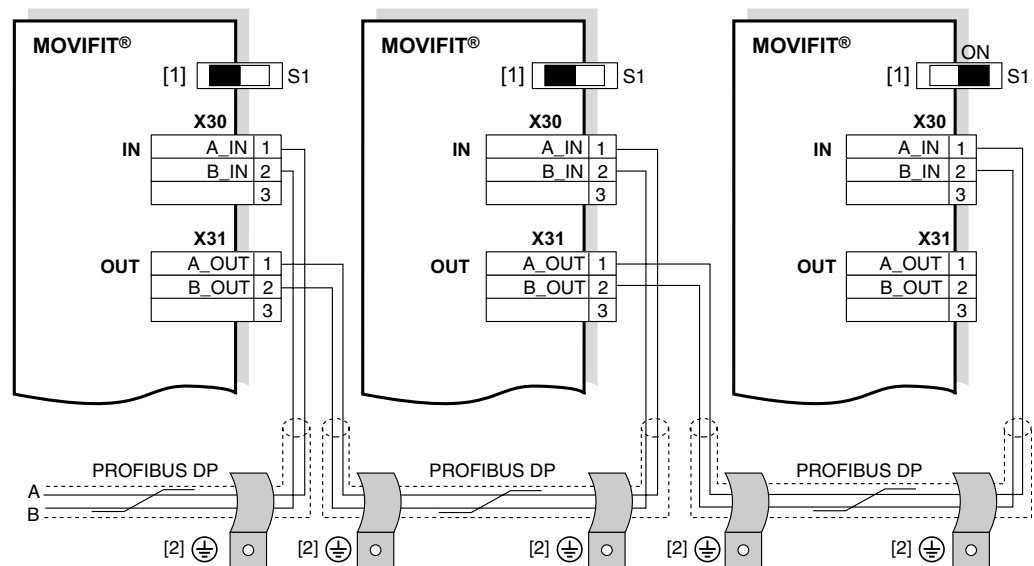 MOVIFIT®
[1] S1
X30
IN A_IN 1
B_IN 2
3
X31
OUT A_OUT 1
B_OUT 2
3
MOVIFIT®
[1] S1
X30
IN A_IN 1
B_IN 2
3
X31
OUT A_OUT 1
B_OUT 2
3
MOVIFIT®
ON
[1] S1
X30
IN A_IN 1
B_IN 2
3
X31
OUT A_OUT 1
B_OUT 2
3
PROFIBUS DP
A
B
[2]
PROFIBUS DP
[2]
[2]
PROFIBUS DP
[2]
[2]